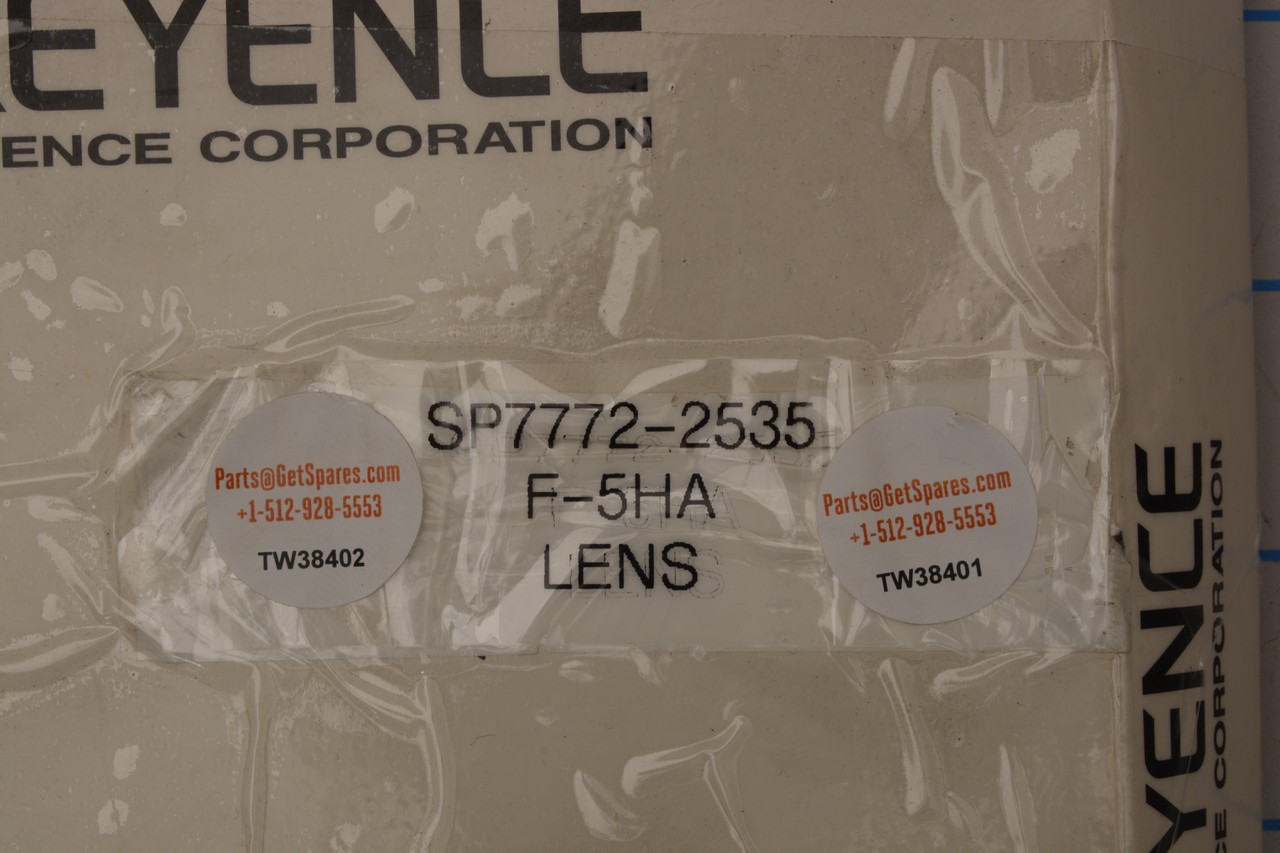 KEYENCE
ENCE CORPORATION
SP7772-2535
F-5HA
LENS
Parts@GetSpares.com
+1-512-928-5553
TW38402
Parts@GetSpares.com
+1-512-928-5553
TW38401
YENCE
CE CORPORATION